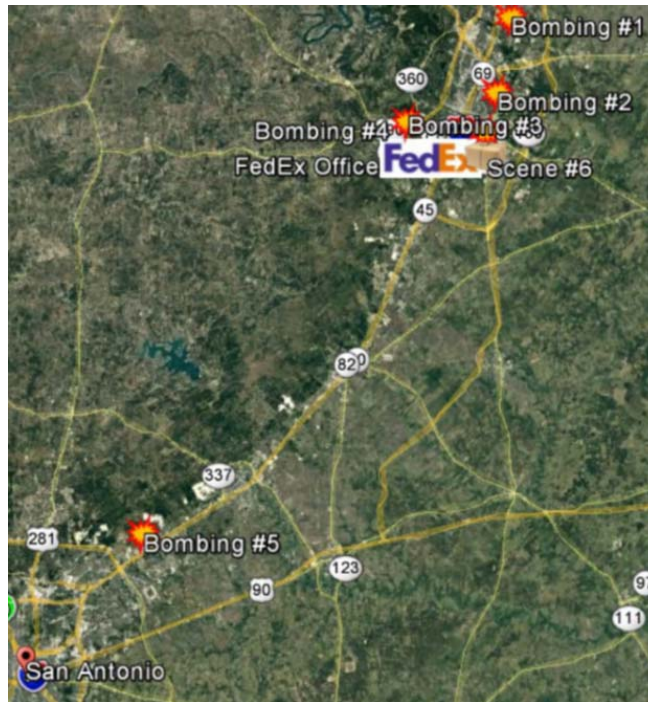 Bombing #1
360
69
Bombing #2
Bombing #4
Bombing #3
FedEx Office
FedEx
Scene #6
45
82
337
Bombing #5
281
123
90
97
111
San Antonio